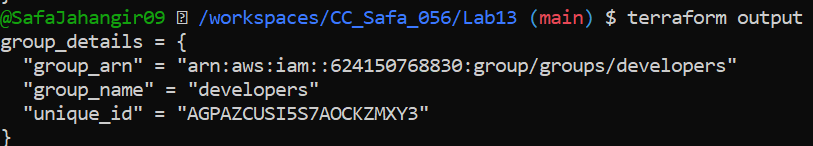 @SafaJahangir09 /workspaces/CC_Safa_056/Lab13 (main) $ terraform output
group_details = {
  "group_arn" = "arn:aws:iam::624150768830:group/groups/developers"
  "group_name" = "developers"
  "unique_id" = "AGPAZCUSI5S7AOCKZMXY3"
}